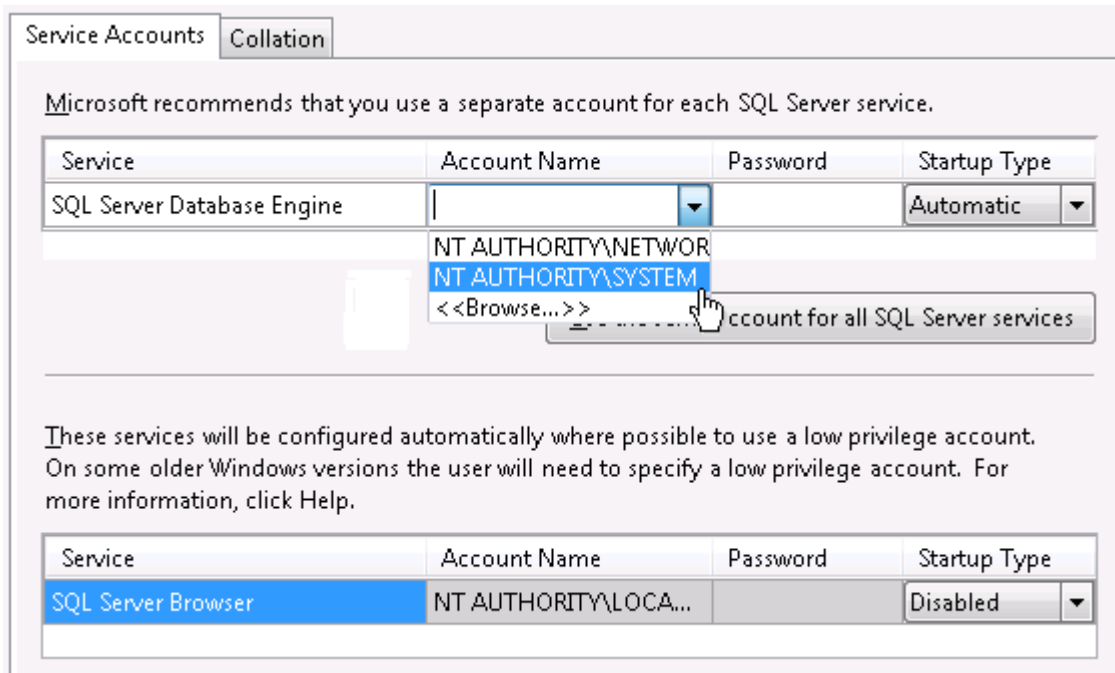 Service Accounts Collation
Microsoft recommends that you use a separate account for each SQL Server service.
Service Account Name Password Startup Type
SQL Server Database Engine Automatic
NT AUTHORITY\NETWOR
NT AUTHORITY\SYSTEM
<<Browse...>>
ccount for all SQL Server services
These services will be configured automatically where possible to use a low privilege account.
On some older Windows versions the user will need to specify a low privilege account. For
more information, click Help.
Service Account Name Password Startup Type
SQL Server Browser NT AUTHORITY\LOCA... Disabled